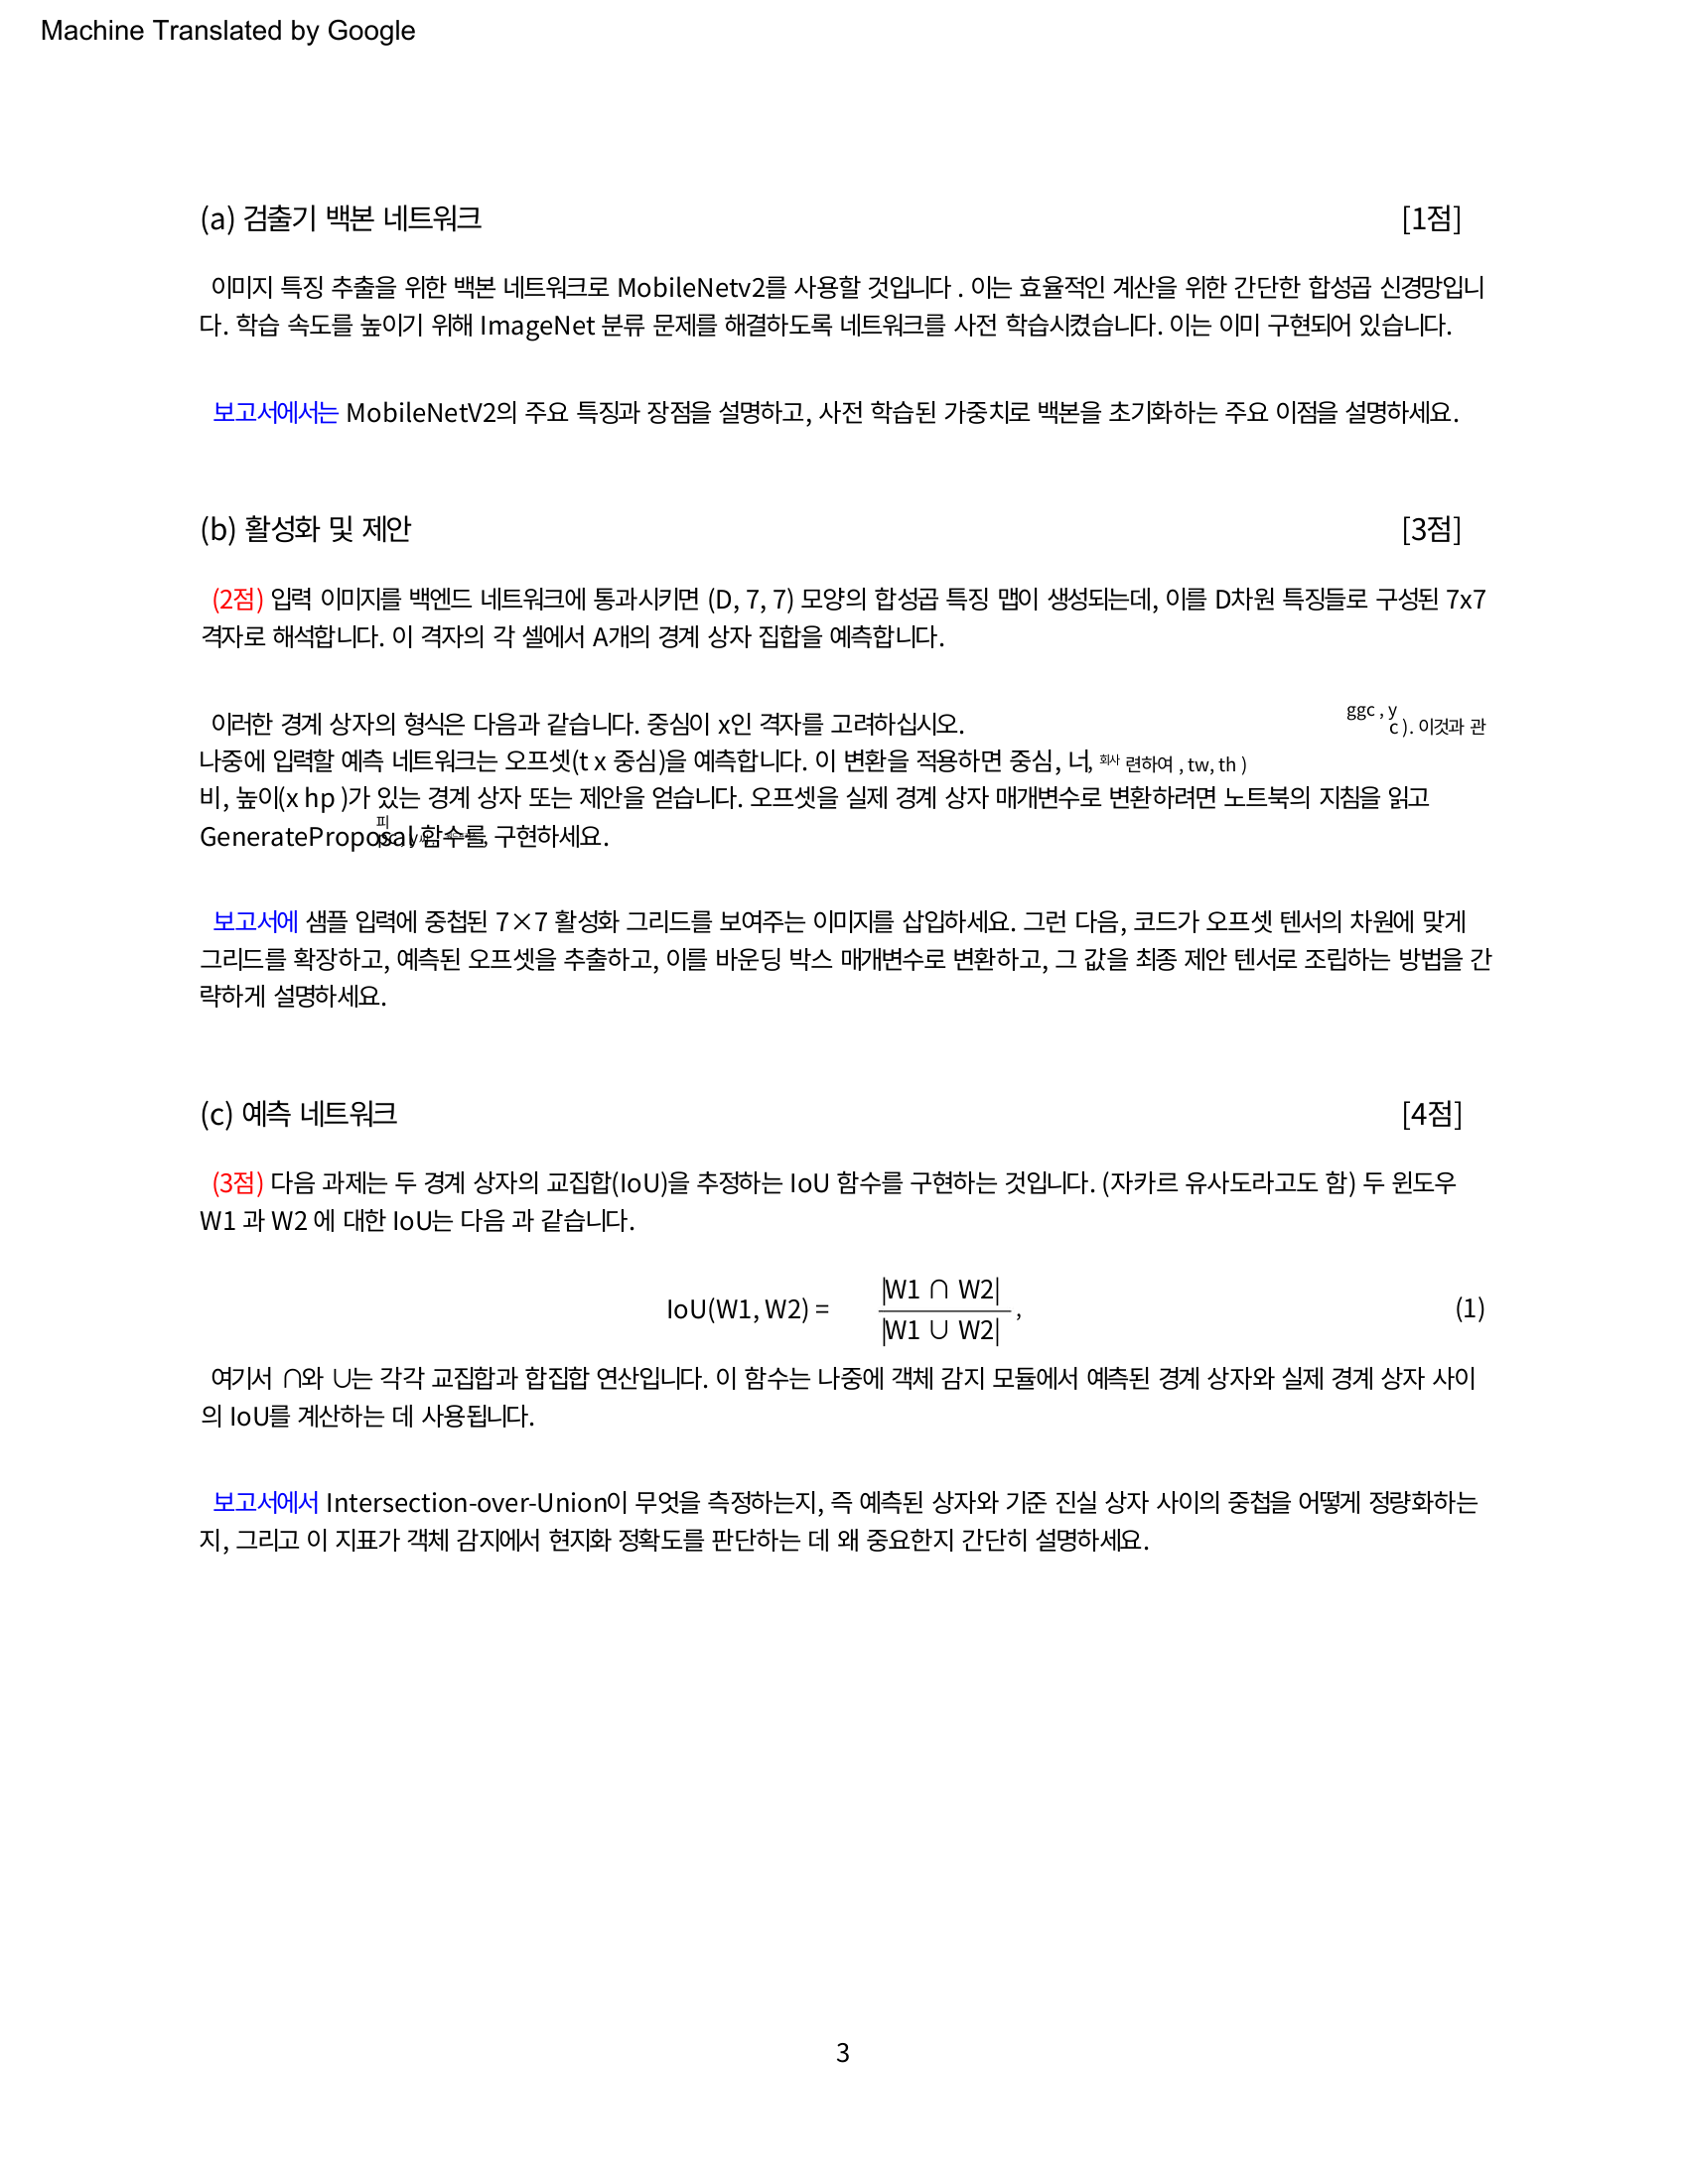 Machine Translated by Google
(a) 검출기 백본 네트워크 [1점]
이미지 특징 추출을 위한 백본 네트워크로 MobileNetv2를 사용할 것입니다 . 이는 효율적인 계산을 위한 간단한 합성곱 신경망입니
다. 학습 속도를 높이기 위해 ImageNet 분류 문제를 해결하도록 네트워크를 사전 학습시켰습니다. 이는 이미 구현되어 있습니다.
보고서에서는 MobileNetV2의 주요 특징과 장점을 설명하고, 사전 학습된 가중치로 백본을 초기화하는 주요 이점을 설명하세요.
(b) 활성화 및 제안 [3점]
(2점) 입력 이미지를 백엔드 네트워크에 통과시키면 (D, 7, 7) 모양의 합성곱 특징 맵이 생성되는데, 이를 D차원 특징들로 구성된 7x7
격자로 해석합니다. 이 격자의 각 셀에서 A개의 경계 상자 집합을 예측합니다.
이러한 경계 상자의 형식은 다음과 같습니다. 중심이 x인 격자를 고려하십시오. ggc , y
c ). 이것과 관
나중에 입력할 예측 네트워크는 오프셋(t x 중심)을 예측합니다. 이 변환을 적용하면 중심, 너, 회사 련하여 , tw, th )
비, 높이(x hp )가 있는 경계 상자 또는 제안을 얻습니다. 오프셋을 실제 경계 상자 매개변수로 변환하려면 노트북의 지침을 읽고
피
GenerateProposal 함수를, 구현하세요.
보고서에 샘플 입력에 중첩된 7×7 활성화 그리드를 보여주는 이미지를 삽입하세요. 그런 다음, 코드가 오프셋 텐서의 차원에 맞게
그리드를 확장하고, 예측된 오프셋을 추출하고, 이를 바운딩 박스 매개변수로 변환하고, 그 값을 최종 제안 텐서로 조립하는 방법을 간
략하게 설명하세요.
(c) 예측 네트워크 [4점]
(3점) 다음 과제는 두 경계 상자의 교집합(IoU)을 추정하는 IoU 함수를 구현하는 것입니다. (자카르 유사도라고도 함) 두 윈도우
W1 과 W2 에 대한 IoU는 다음 과 같습니다.
|W1 ∩ W2|
IoU(W1, W2) = , (1)
|W1 ∪ W2|
여기서 ∩와 ∪는 각각 교집합과 합집합 연산입니다. 이 함수는 나중에 객체 감지 모듈에서 예측된 경계 상자와 실제 경계 상자 사이
의 IoU를 계산하는 데 사용됩니다.
보고서에서 Intersection-over-Union이 무엇을 측정하는지, 즉 예측된 상자와 기준 진실 상자 사이의 중첩을 어떻게 정량화하는
지, 그리고 이 지표가 객체 감지에서 현지화 정확도를 판단하는 데 왜 중요한지 간단히 설명하세요.
3